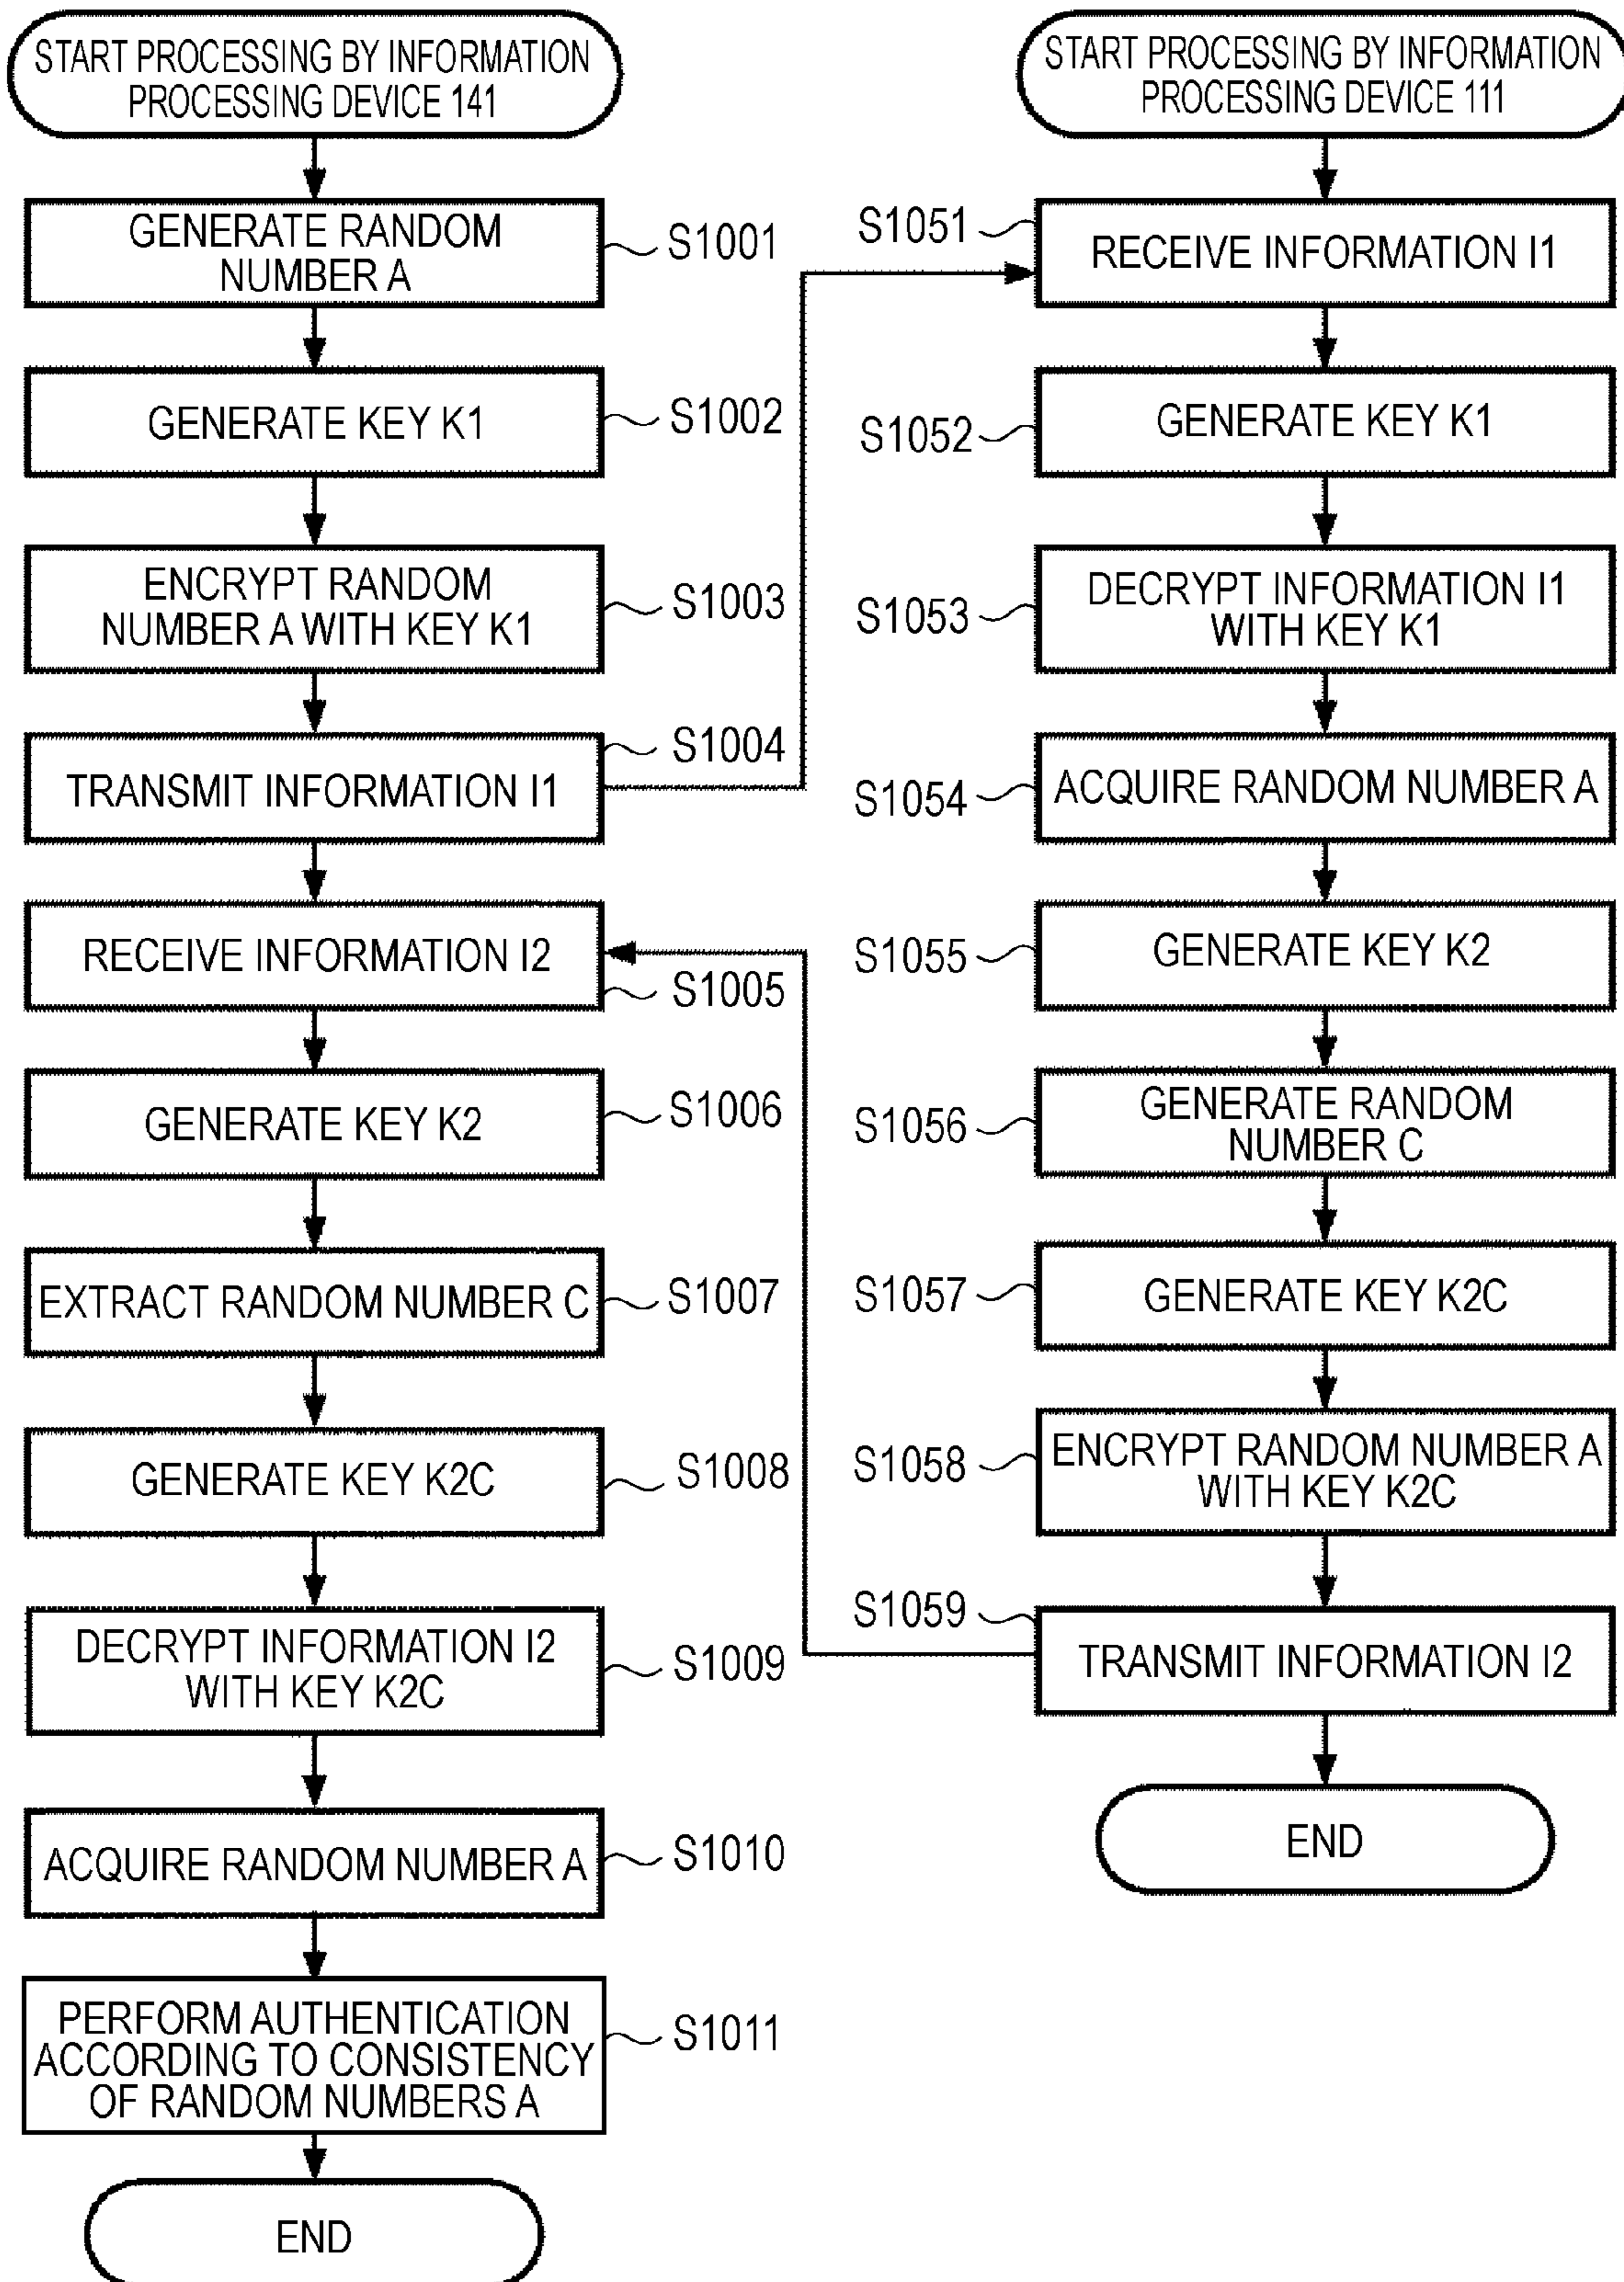 START PROCESSING BY INFORMATION
PROCESSING DEVICE 141
GENERATE RANDOM
NUMBER A
S1001
GENERATE KEY K1
S1002
ENCRYPT RANDOM
NUMBER A WITH KEY K1
S1003
TRANSMIT INFORMATION I1
S1004
RECEIVE INFORMATION I2
S1005
GENERATE KEY K2
S1006
EXTRACT RANDOM NUMBER C
S1007
GENERATE KEY K2C
S1008
DECRYPT INFORMATION I2
WITH KEY K2C
S1009
ACQUIRE RANDOM NUMBER A
S1010
PERFORM AUTHENTICATION
ACCORDING TO CONSISTENCY
OF RANDOM NUMBERS A
S1011
END
START PROCESSING BY INFORMATION
PROCESSING DEVICE 111
S1051
RECEIVE INFORMATION I1
S1052
GENERATE KEY K1
S1053
DECRYPT INFORMATION I1
WITH KEY K1
S1054
ACQUIRE RANDOM NUMBER A
S1055
GENERATE KEY K2
S1056
GENERATE RANDOM
NUMBER C
S1057
GENERATE KEY K2C
S1058
ENCRYPT RANDOM NUMBER A
WITH KEY K2C
S1059
TRANSMIT INFORMATION I2
END